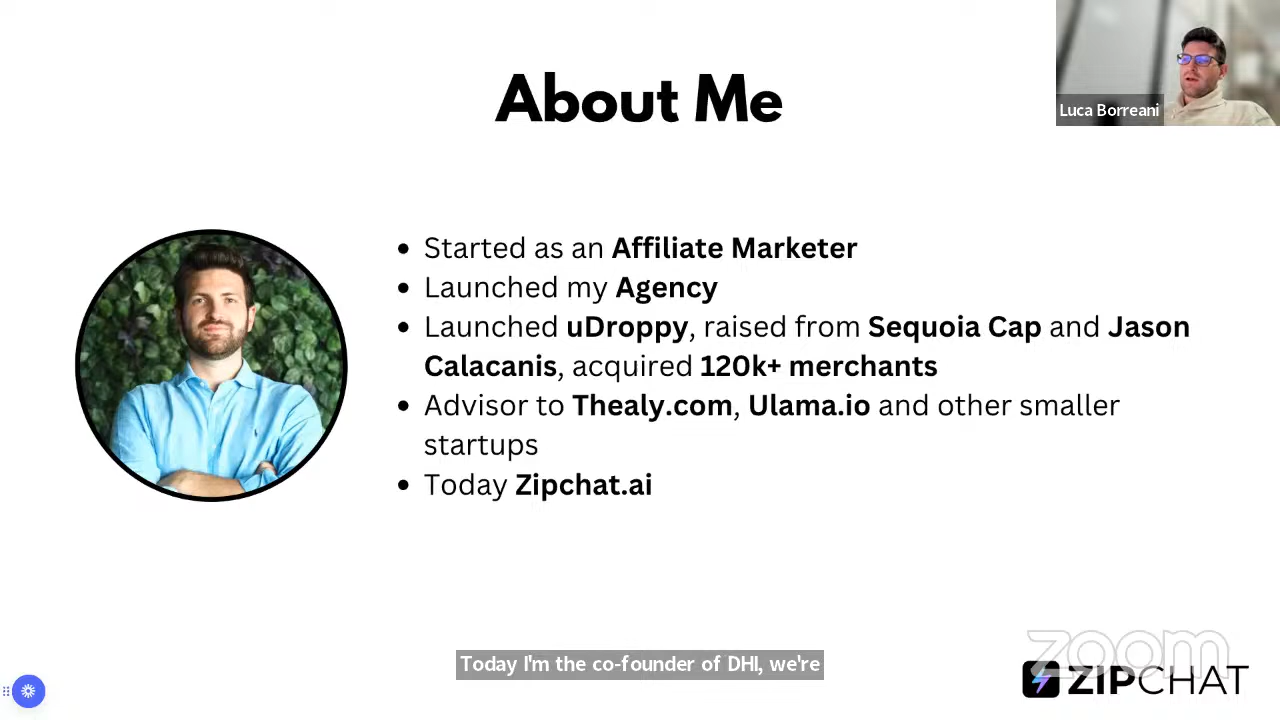 About Me
Luca Borreani
• Started as an Affiliate Marketer
• Launched my Agency
• Launched uDroppy, raised from Sequoia Cap and Jason
Calacanis, acquired 120k+ merchants
• Advisor to Thealy.com, Ulama.io and other smaller
startups
• Today Zipchat.ai
Today I'm the co-founder of DHI, we're
zoom
ZIPCHAT